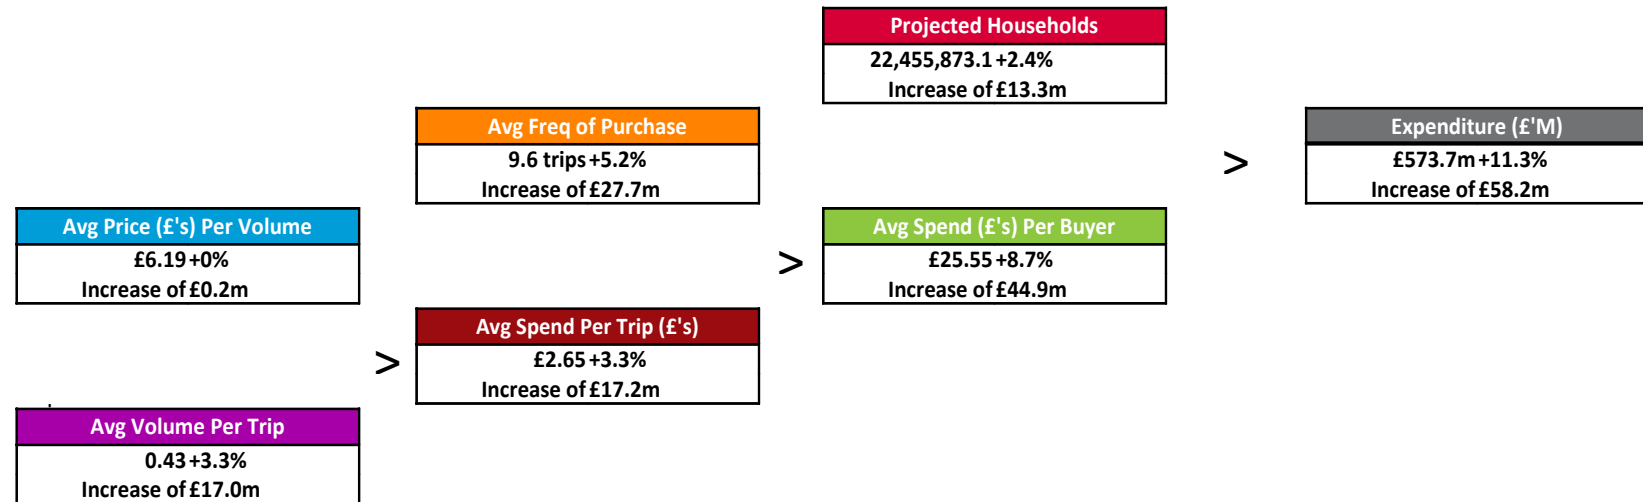 Projected Households
22,455,873.1 +2.4%
Increase of £13.3m
Avg Freq of Purchase
9.6 trips +5.2%
Increase of £27.7m
Expenditure (£'M)
£573.7m +11.3%
Increase of £58.2m
>
Avg Price (£'s) Per Volume
£6.19 +0%
Increase of £0.2m
>
Avg Spend (£'s) Per Buyer
£25.55 +8.7%
Increase of £44.9m
>
Avg Spend Per Trip (£'s)
£2.65 +3.3%
Increase of £17.2m
Avg Volume Per Trip
0.43 +3.3%
Increase of £17.0m